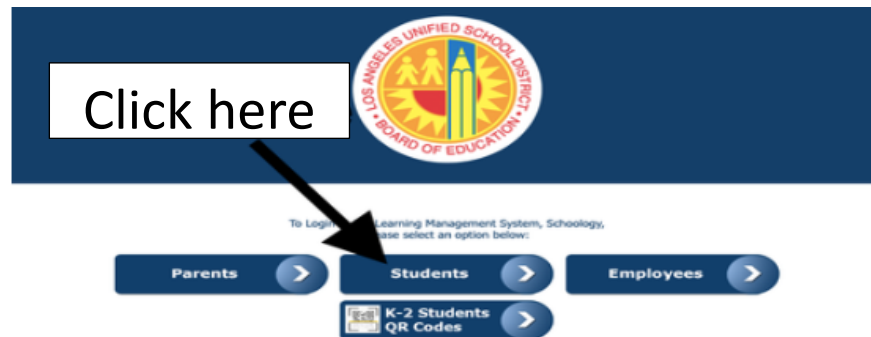 LOS ANGELES UNIFIED SCHOOL DISTRICT
BOARD OF EDUCATION
Click here
To Login Learning Management System, Schoology,
select an option below:
Parents
Students
Employees
K-2 Students
QR Codes